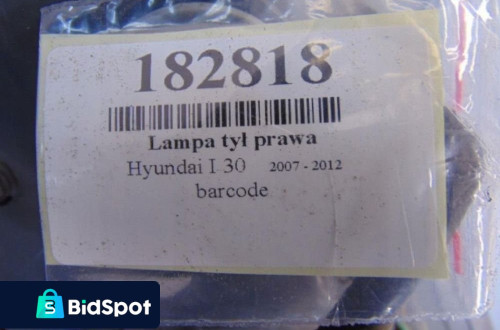 182818
Lampa tył prawa
Hyundai I 30 2007 - 2012
barcode
S BidSpot